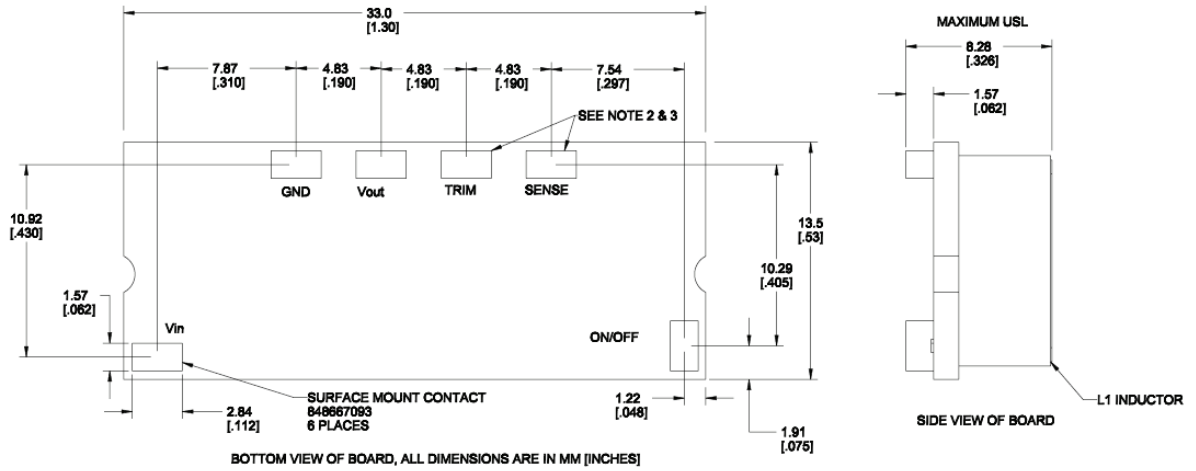 33.0
[1.30]
7.87
[.310]
4.83
[.190]
4.83
[.190]
4.83
[.190]
7.54
[.297]
SEE NOTE 2 & 3
GND
Vout
TRIM
SENSE
10.92
[.430]
13.5
[.53]
10.29
[.405]
1.57
[.062]
Vin
ON/OFF
SURFACE MOUNT CONTACT
848667093
6 PLACES
2.84
[.112]
1.22
[.048]
1.91
[.075]
BOTTOM VIEW OF BOARD, ALL DIMENSIONS ARE IN MM [INCHES]
MAXIMUM USL
8.28
[.326]
1.57
[.062]
L1 INDUCTOR
SIDE VIEW OF BOARD